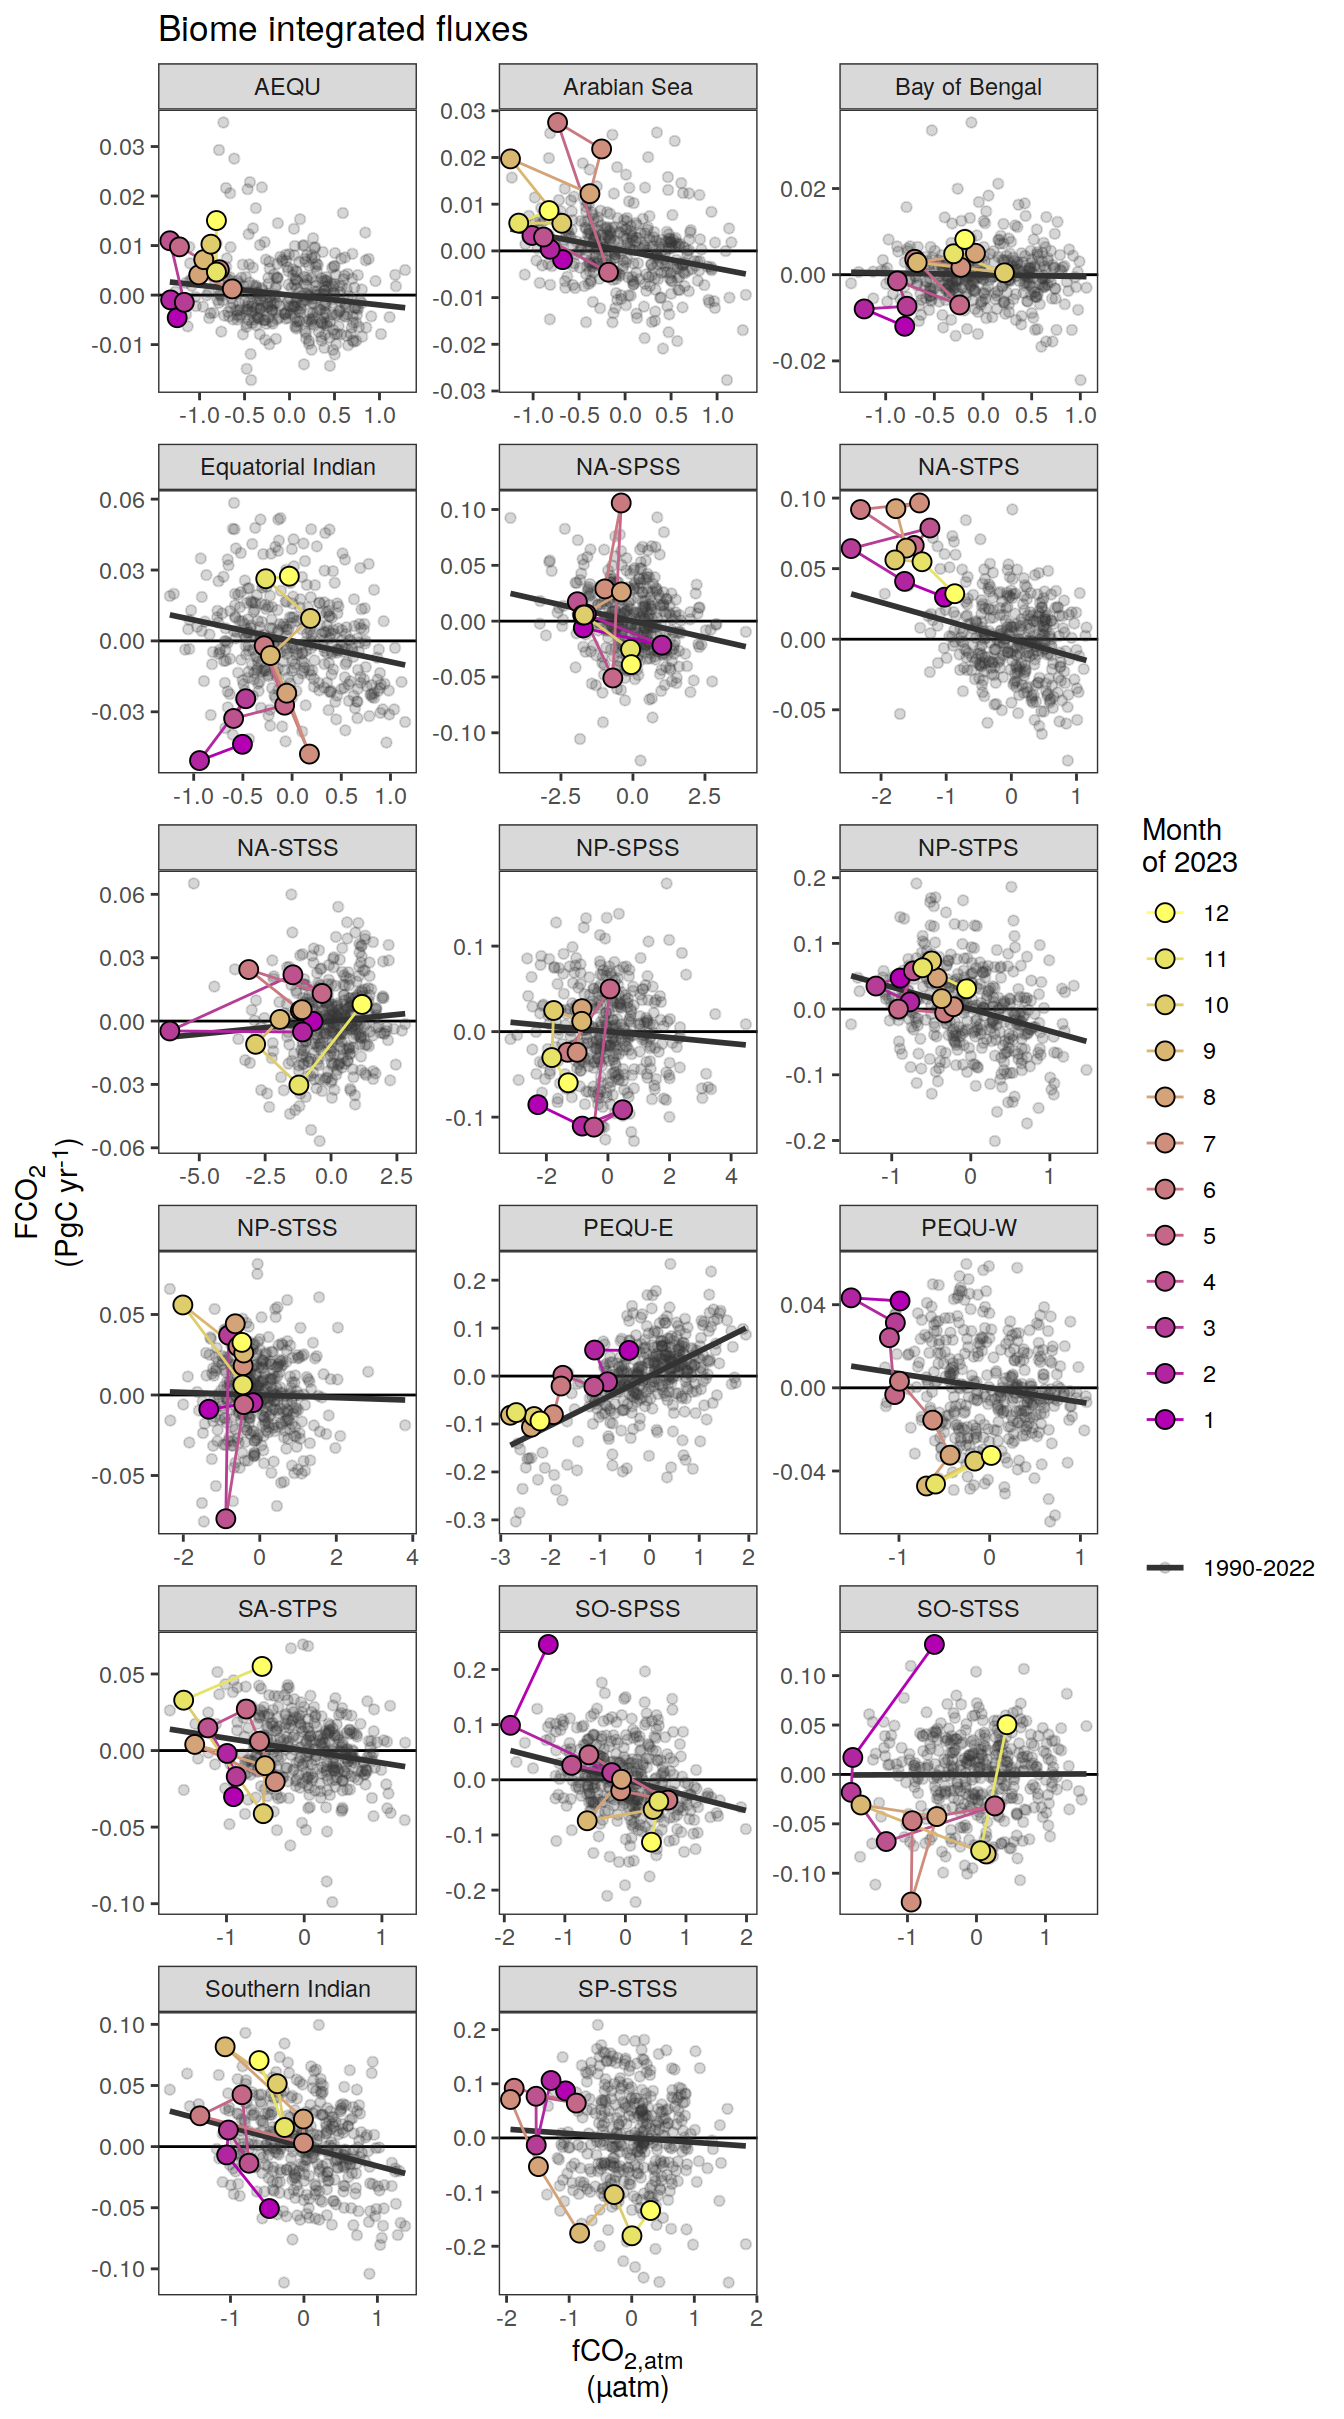 Biome integrated fluxes
AEQU
Arabian Sea
Bay of Bengal
0.03
0.02
0.01
0.00
-0.01
0.03
0.02
0.01
0.00
-0.01
-0.02
-0.03
0.02
0.00
-0.02
-1.0 -0.5 0.0 0.5 1.0
-1.0 -0.5 0.0 0.5 1.0
-1.0 -0.5 0.0 0.5 1.0
Equatorial Indian
NA-SPSS
NA-STPS
0.06
0.03
0.00
-0.03
0.10
0.05
0.00
-0.05
-0.10
0.10
0.05
0.00
-0.05
-1.0 -0.5 0.0 0.5 1.0
-2.5 0.0 2.5
-2 -1 0 1
NA-STSS
NP-SPSS
NP-STPS
0.06
0.03
0.00
-0.03
-0.06
0.1
0.0
-0.1
0.2
0.1
0.0
-0.1
-0.2
-5.0 -2.5 0.0 2.5
-2 0 2 4
-1 0 1
NP-STSS
PEQU-E
PEQU-W
0.05
0.00
-0.05
0.2
0.1
0.0
-0.1
-0.2
-0.3
0.04
0.00
-0.04
-2 0 2 4
-3 -2 -1 0 1 2
-1 0 1
SA-STPS
SO-SPSS
SO-STSS
0.05
0.00
-0.05
-0.10
0.2
0.1
0.0
-0.1
-0.2
0.10
0.05
0.00
-0.05
-0.10
-1 0 1
-2 -1 0 1 2
-1 0 1
Southern Indian
SP-STSS
0.10
0.05
0.00
-0.05
-0.10
0.2
0.1
0.0
-0.1
-0.2
-1 0 1
-2 -1 0 1 2
FCO₂
(PgC yr⁻¹)
fCO₂,atm
(µatm)
Month
of 2023
12
11
10
9
8
7
6
5
4
3
2
1
1990-2022